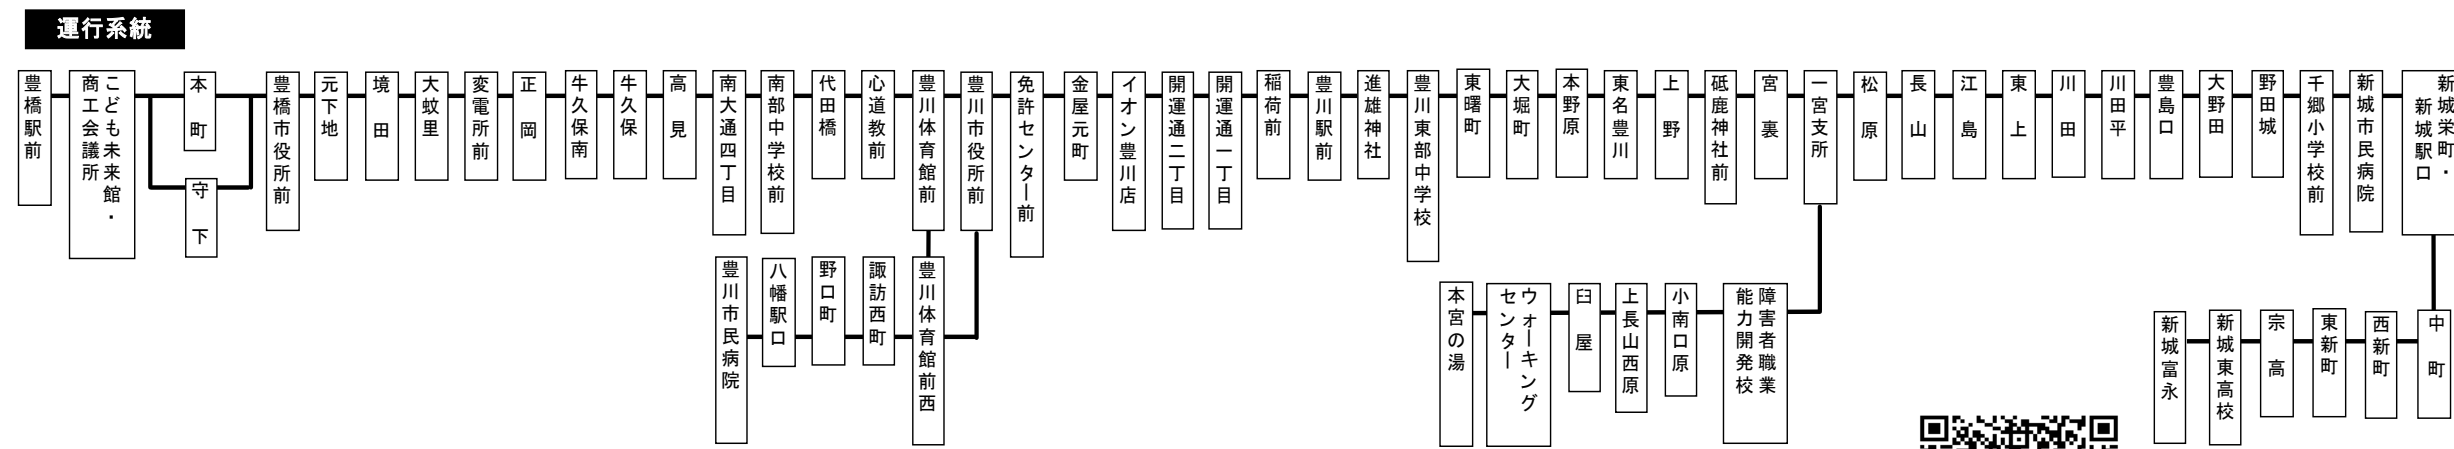 運行系統
豊橋駅前
こども未来館・
商工会議所
本町
守下
豊橋市役所前
元下地
境田
大蚊里
変電所前
正岡
牛久保南
牛久保
高見
南大通四丁目
南部中学校前
代田橋
心道教前
豊川体育館前
豊川市役所前
免許センター前
金屋元町
イオン豊川店
開運通二丁目
開運通一丁目
稲荷前
豊川駅前
進雄神社
豊川東部中学校
東曙町
大堀町
本野原
東名豊川
上野
砥鹿神社前
宮裏
一宮支所
松原
長山
江島
東上
川田
川田平
豊島口
大野田
野田城
千郷小学校前
新城市民病院
新城栄町・
新城駅口
豊川市民病院
八幡駅口
野口町
諏訪西町
豊川体育館前西
本宮の湯
ウォーキング
センター
臼屋
上長山西原
小南口原
障害者職業
能力開発校
新城富永
新城東高校
宗高
東新町
西新町
中町